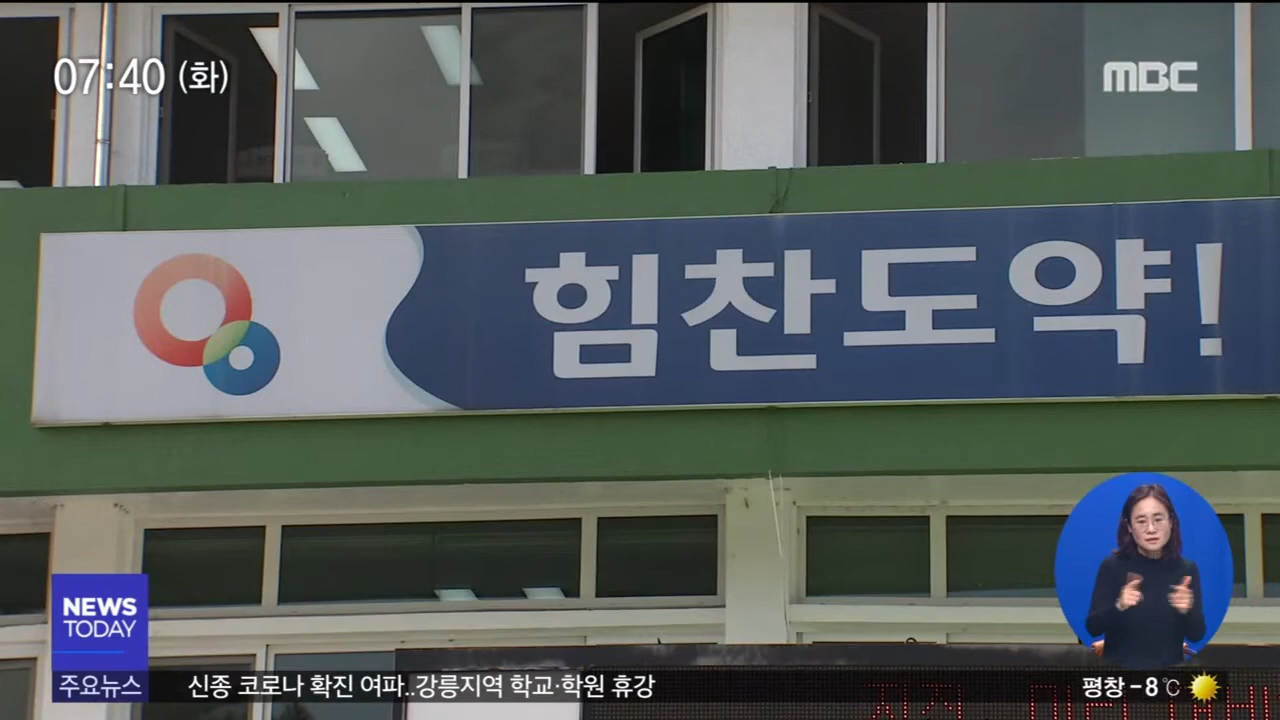 07:40 (화)
MBC
힘찬도약!
NEWS
TODAY
주요뉴스
신종 코로나 확진 여파..강릉지역 학교·학원 휴강
평창 -8℃